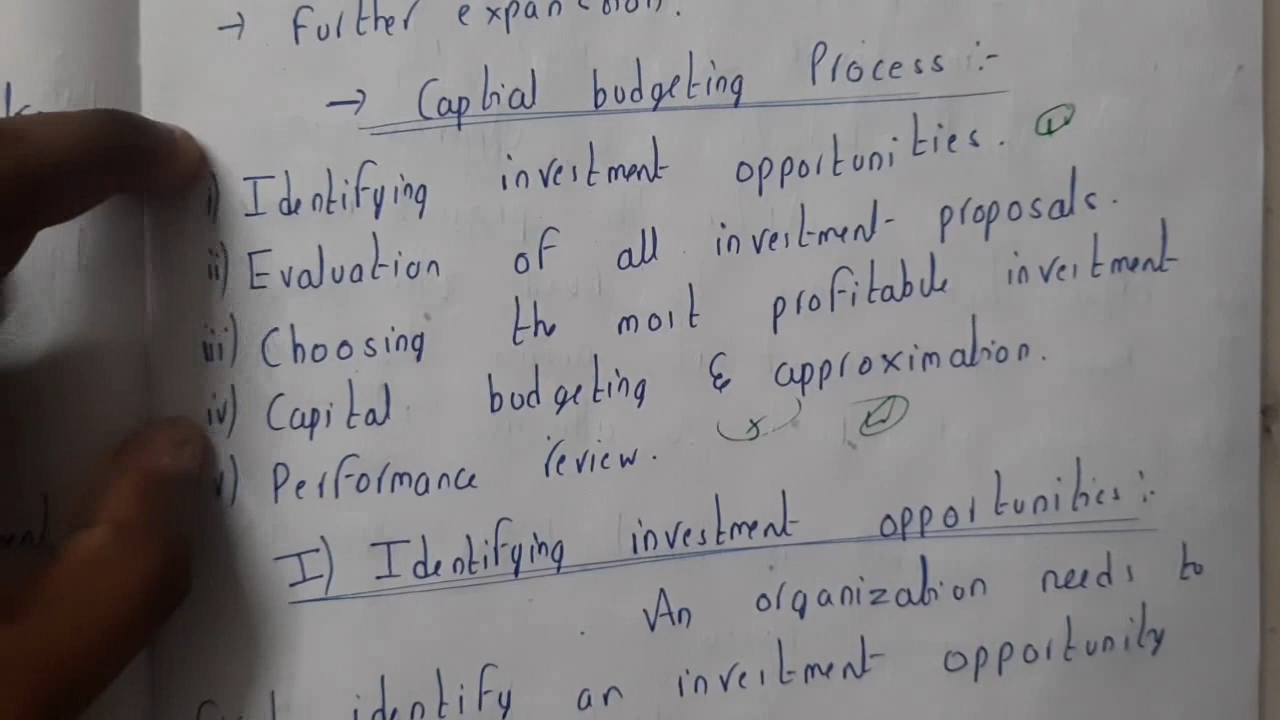 → Further expansion.
→ Captial budgeting Process :-
i) Identifying investment opportunities.
ii) Evaluation of all investment proposals.
iii) Choosing the most profitable investment
iv) Capital budgeting & approximation.
v) Performance review.
I) Identifying investment opportunities :-
An organization needs to
identify an investment opportunity